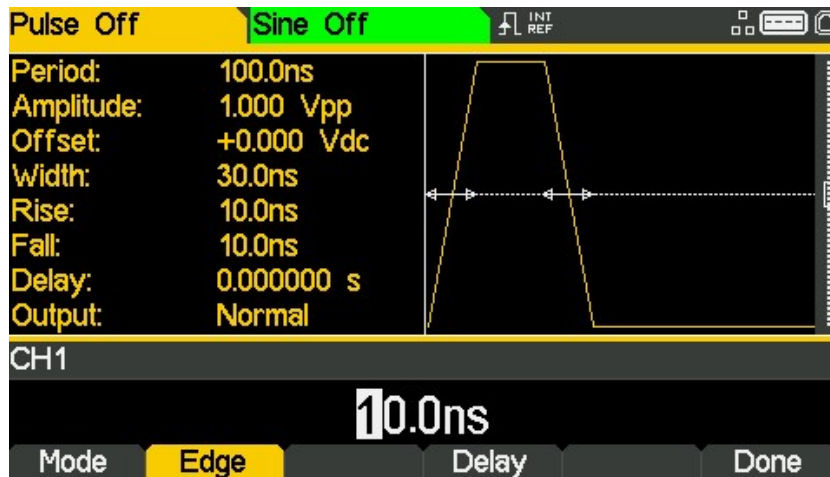 Pulse Off Sine Off INT REF
Period: 100.0ns
Amplitude: 1.000 Vpp
Offset: +0.000 Vdc
Width: 30.0ns
Rise: 10.0ns
Fall: 10.0ns
Delay: 0.000000 s
Output: Normal
CH1
10.0ns
Mode Edge Delay Done